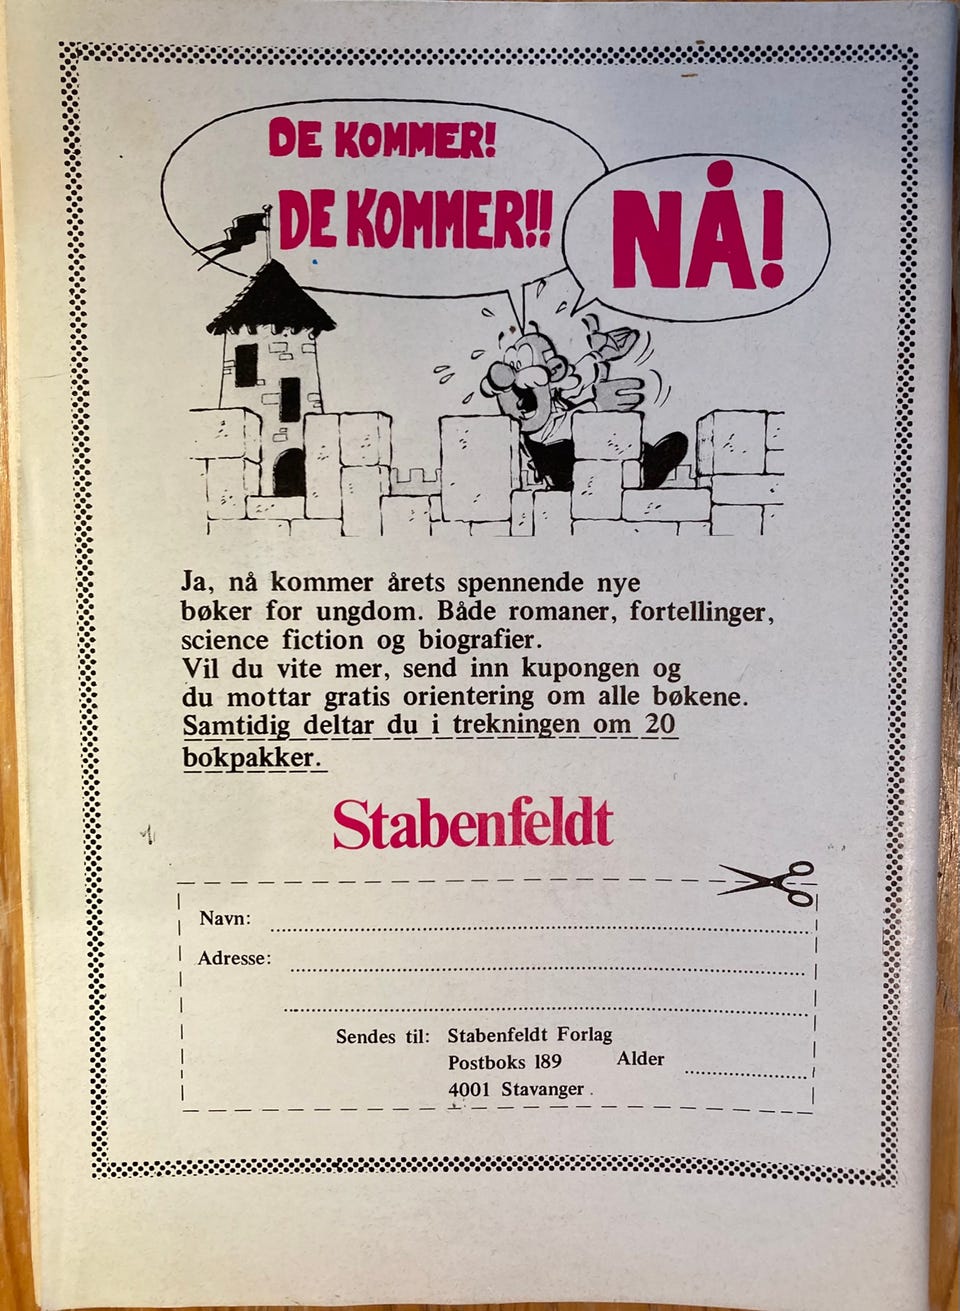 DE KOMMER!
DE KOMMER!!
NÅ!
Ja, nå kommer årets spennende nye
bøker for ungdom. Både romaner, fortellinger,
science fiction og biografier.
Vil du vite mer, send inn kupongen og
du mottar gratis orientering om alle bøkene.
Samtidig deltar du i trekningen om 20
bokpakker.
Stabenfeldt
Navn:
Adresse:
Sendes til: Stabenfeldt Forlag
Postboks 189 Alder
4001 Stavanger